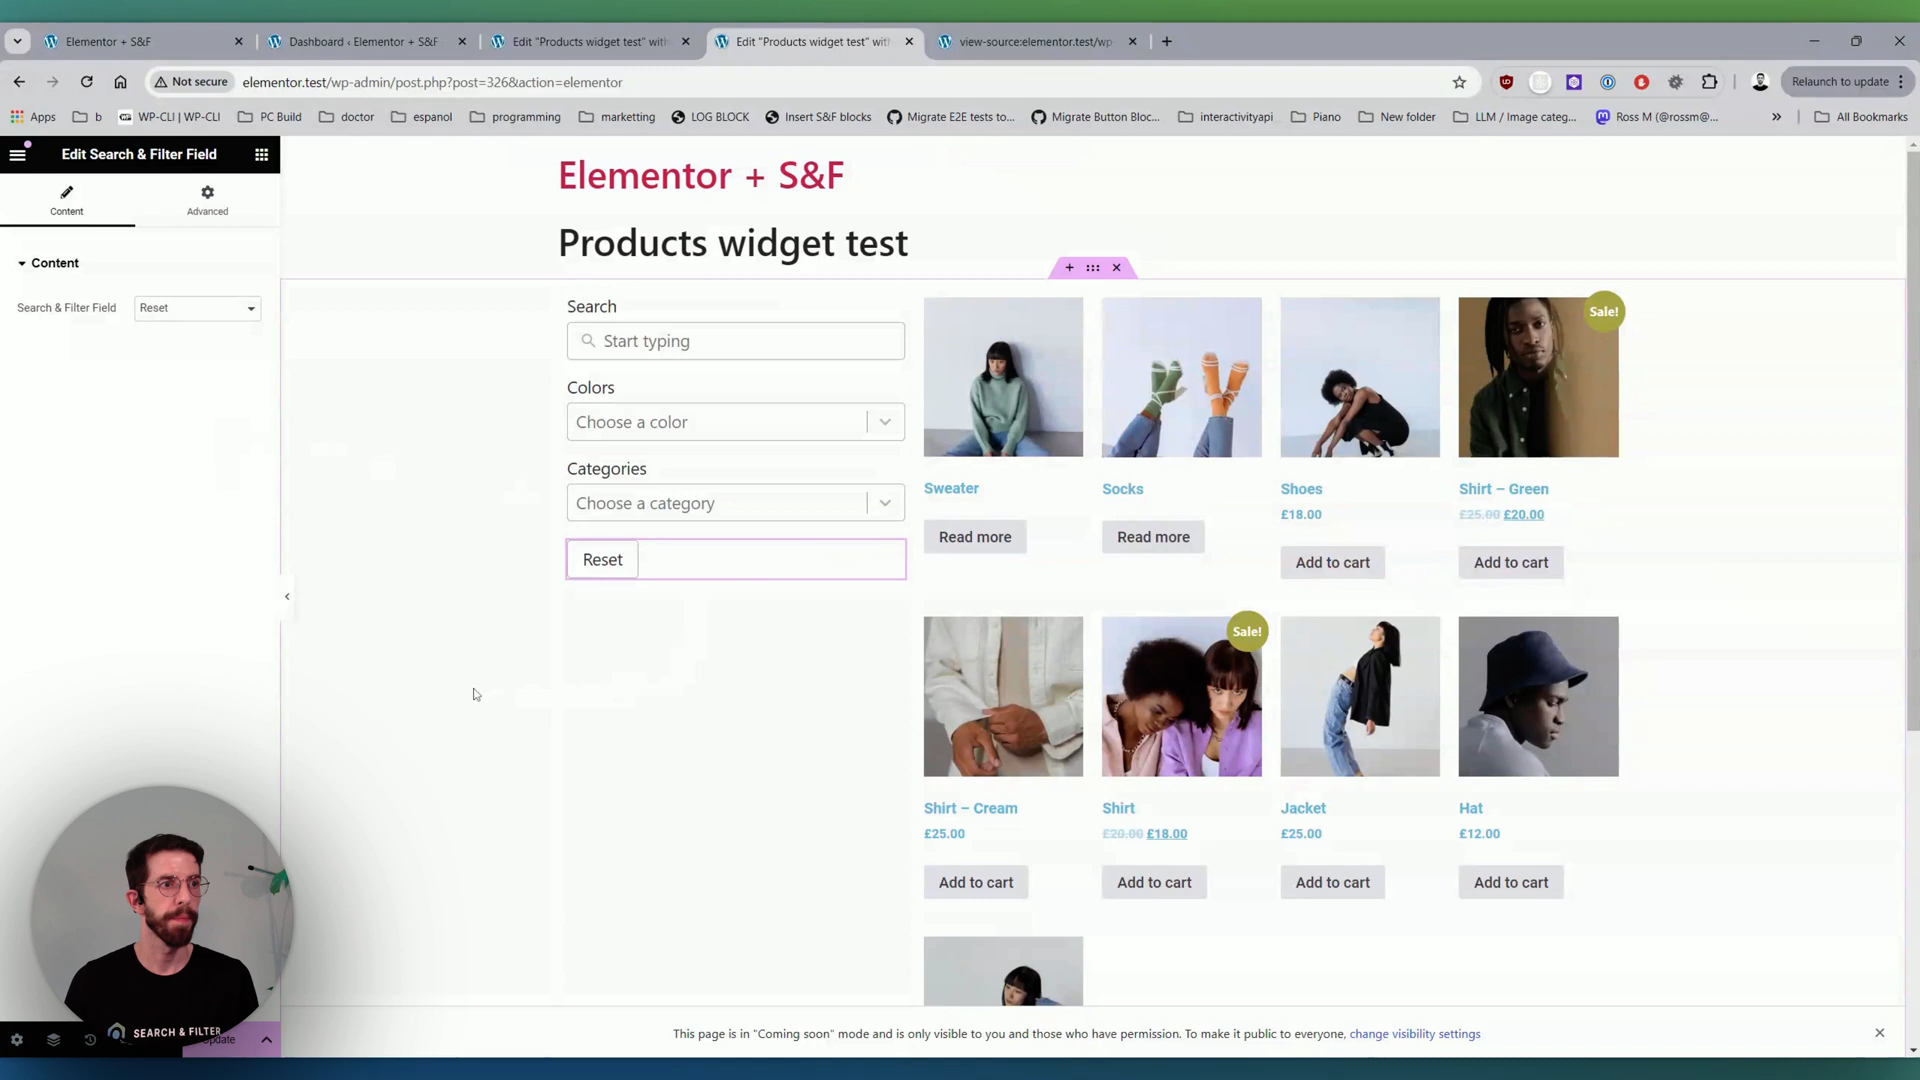 Elementor + S&F
Dashboard ‹ Elementor + S&F
Edit "Products widget test" with
Edit "Products widget test" with
view-source:elementor.test/wp-
Not secure
elementor.test/wp-admin/post.php?post=326&action=elementor
Relaunch to update
Apps
b
WP-CLI | WP-CLI
PC Build
doctor
espanol
programming
marketting
LOG BLOCK
Insert S&F blocks
Migrate E2E tests to...
Migrate Button Bloc...
interactivityapi
Piano
New folder
LLM / Image categ...
Ross M (@rossm@...
All Bookmarks
Edit Search & Filter Field
Content
Advanced
Content
Search & Filter Field
Reset
Elementor + S&F
Products widget test
Search
Start typing
Colors
Choose a color
Categories
Choose a category
Reset
Sale!
Sweater
Socks
Shoes
Shirt – Green
£18.00
£25.00 £20.00
Read more
Read more
Add to cart
Add to cart
Sale!
Shirt – Cream
Shirt
Jacket
Hat
£25.00
£20.00 £18.00
£25.00
£12.00
Add to cart
Add to cart
Add to cart
Add to cart
SEARCH & FILTER
This page is in "Coming soon" mode and is only visible to you and those who have permission. To make it public to everyone, change visibility settings